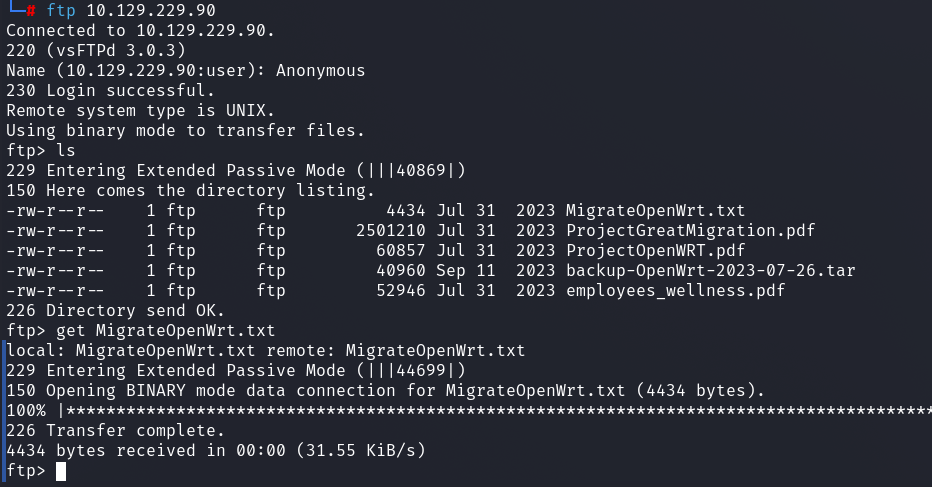 └─# ftp 10.129.229.90
Connected to 10.129.229.90.
220 (vsFTPd 3.0.3)
Name (10.129.229.90:user): Anonymous
230 Login successful.
Remote system type is UNIX.
Using binary mode to transfer files.
ftp> ls
229 Entering Extended Passive Mode (|||40869|)
150 Here comes the directory listing.
-rw-r--r--    1 ftp      ftp          4434 Jul 31  2023 MigrateOpenWrt.txt
-rw-r--r--    1 ftp      ftp       2501210 Jul 31  2023 ProjectGreatMigration.pdf
-rw-r--r--    1 ftp      ftp         60857 Jul 31  2023 ProjectOpenWRT.pdf
-rw-r--r--    1 ftp      ftp         40960 Sep 11  2023 backup-OpenWrt-2023-07-26.tar
-rw-r--r--    1 ftp      ftp         52946 Jul 31  2023 employees_wellness.pdf
226 Directory send OK.
ftp> get MigrateOpenWrt.txt
local: MigrateOpenWrt.txt remote: MigrateOpenWrt.txt
229 Entering Extended Passive Mode (|||44699|)
150 Opening BINARY mode data connection for MigrateOpenWrt.txt (4434 bytes).
100% |***************************************************************************************
226 Transfer complete.
4434 bytes received in 00:00 (31.55 KiB/s)
ftp>